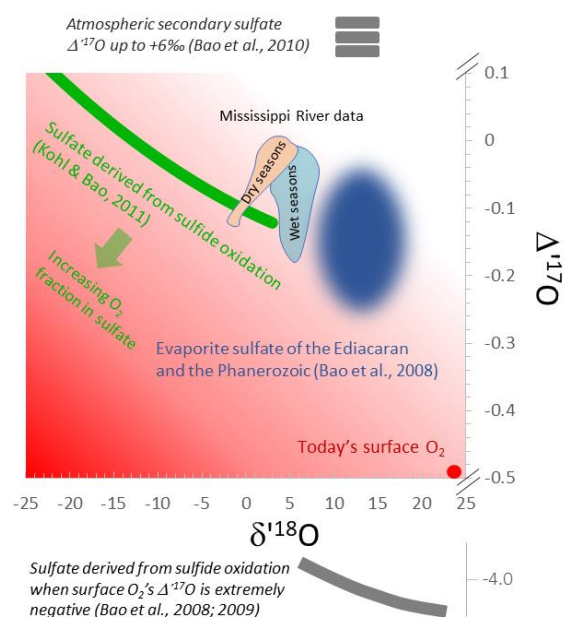 Atmospheric secondary sulfate
Δ'¹⁷O up to +6‰ (Bao et al., 2010)
0.1
Mississippi River data
0
Sulfate derived from sulfide oxidation
(Kohl & Bao, 2011)
Dry seasons
Wet seasons
-0.1
Δ'¹⁷O
-0.2
Increasing O₂
fraction in sulfate
-0.3
Evaporite sulfate of the Ediacaran
and the Phanerozoic (Bao et al., 2008)
-0.4
Today's surface O₂
-0.5
-25 -20 -15 -10 -5 0 5 10 15 20 25
δ'¹⁸O
Sulfate derived from sulfide oxidation
when surface O₂'s Δ'¹⁷O is extremely
negative (Bao et al., 2008; 2009)
-4.0